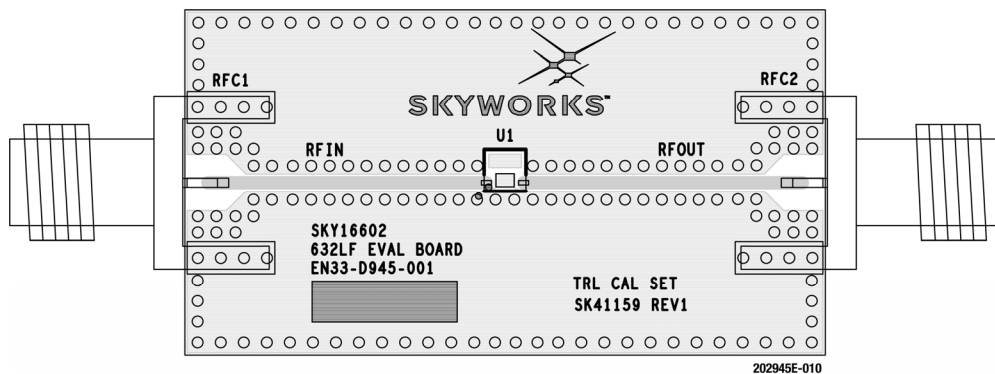 RFC1
RFC2
SKYWORKS™
U1
RFIN
RFOUT
SKY16602
632LF EVAL BOARD
EN33-D945-001
TRL CAL SET
SK41159 REV1
202945E-010